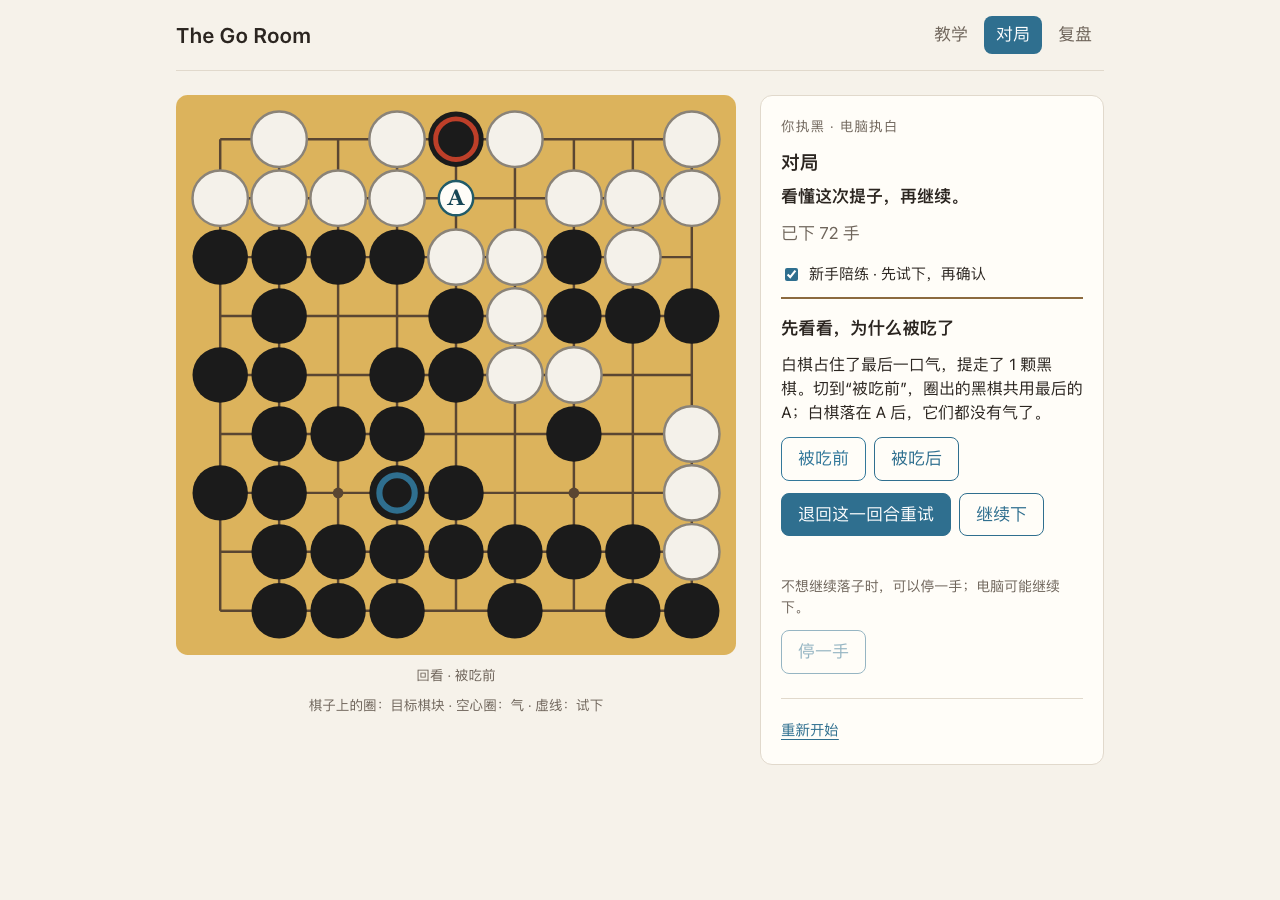 The Go Room
教学
对局
复盘
A
回看 · 被吃前
棋子上的圈：目标棋块 · 空心圈：气 · 虚线：试下
你执黑 · 电脑执白
对局
看懂这次提子，再继续。
已下 72 手
新手陪练 · 先试下，再确认
先看看，为什么被吃了
白棋占住了最后一口气，提走了 1 颗黑
棋。切到“被吃前”，圈出的黑棋共用最后的
A；白棋落在 A 后，它们都没有气了。
被吃前
被吃后
退回这一回合重试
继续下
不想继续落子时，可以停一手；电脑可能继续
下。
停一手
重新开始